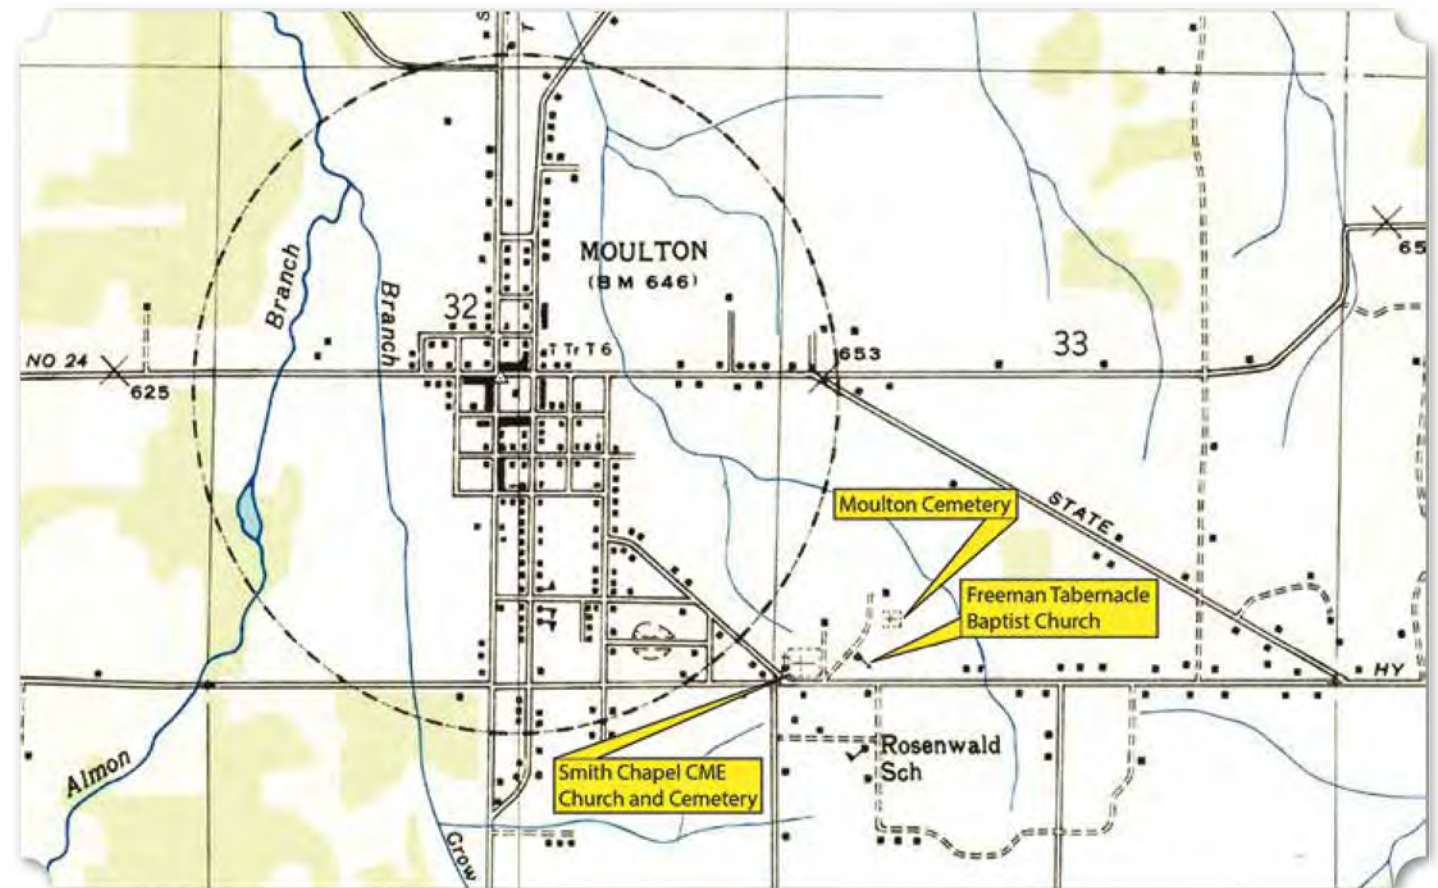 S
T
MOULTON
(BM 646)
Branch
Branch
32
NO 24
625
T Tr T 6
653
33
65
STATE
Moulton Cemetery
Freeman Tabernacle
Baptist Church
HY
Rosenwald
Sch
Smith Chapel CME
Church and Cemetery
Almon
Crow